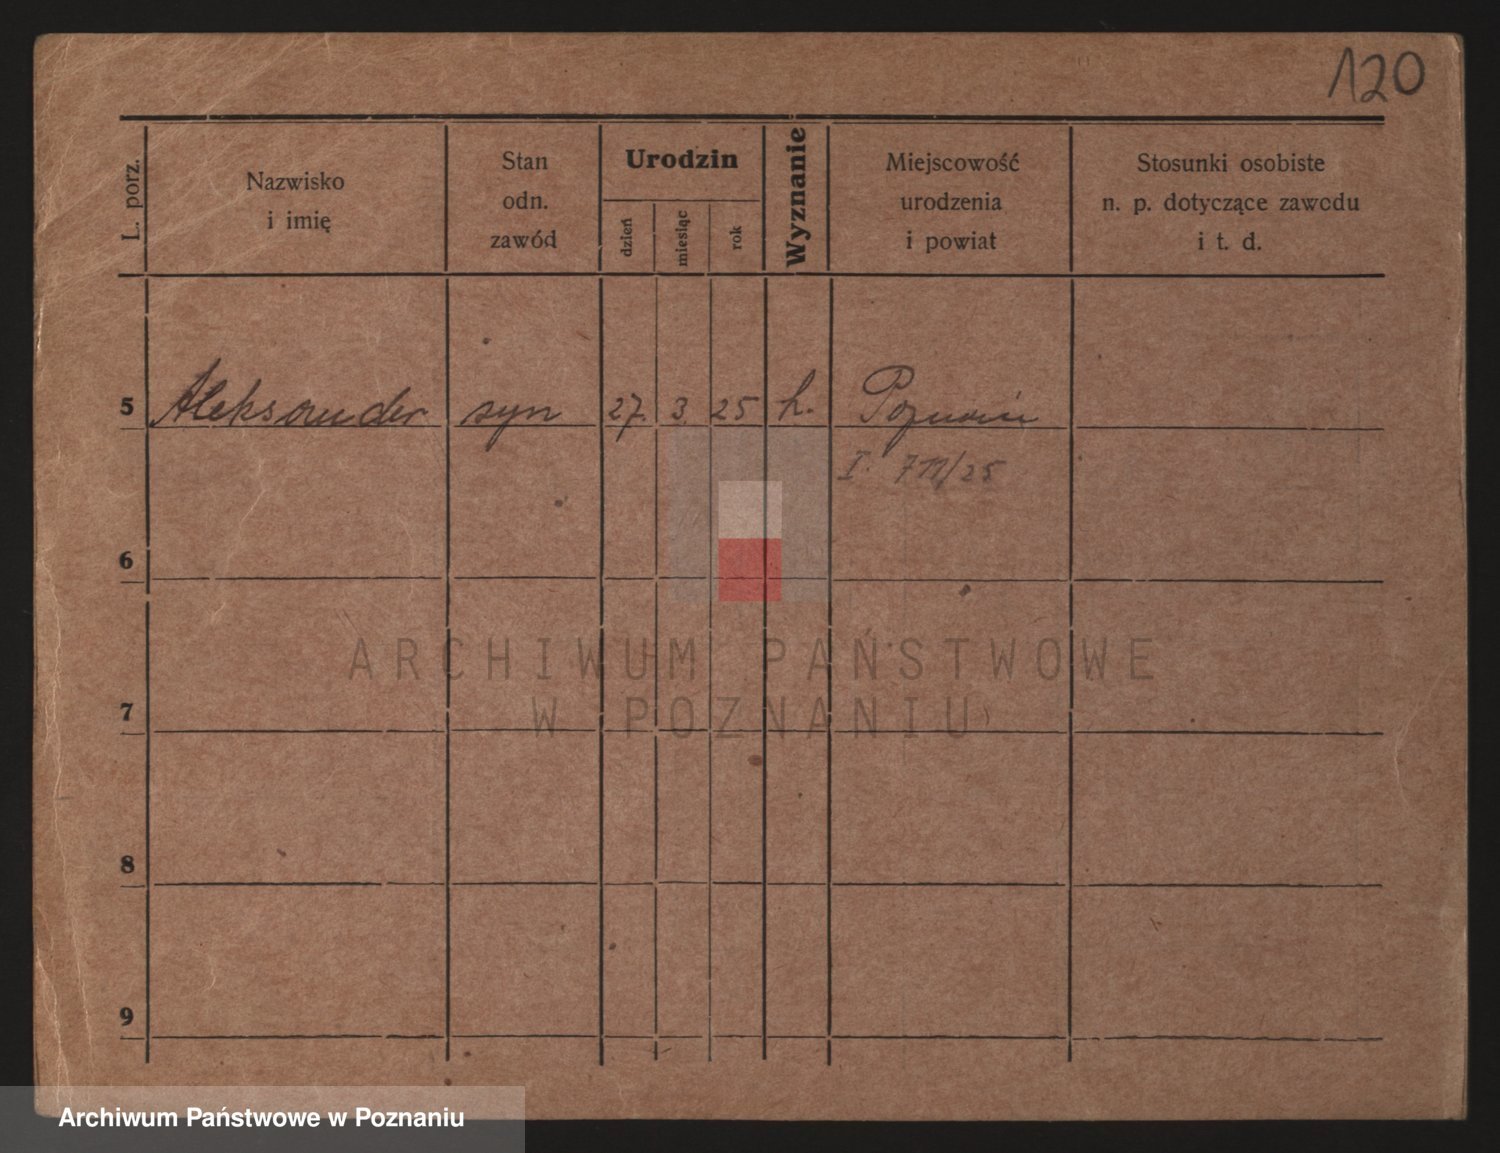 120
L. porz.
Nazwisko
i imię
Stan
odn.
zawód
Urodzin
dzień
miesiąc
rok
Wyznanie
Miejscowość
urodzenia
i powiat
Stosunki osobiste
n. p. dotyczące zawodu
i t. d.
5 Aleksander syn 27. 3. 25 h. Poznań
I. 711/25
6
7
8
9
ARCHIWUM PAŃSTWOWE
W POZNANIU
Archiwum Państwowe w Poznaniu